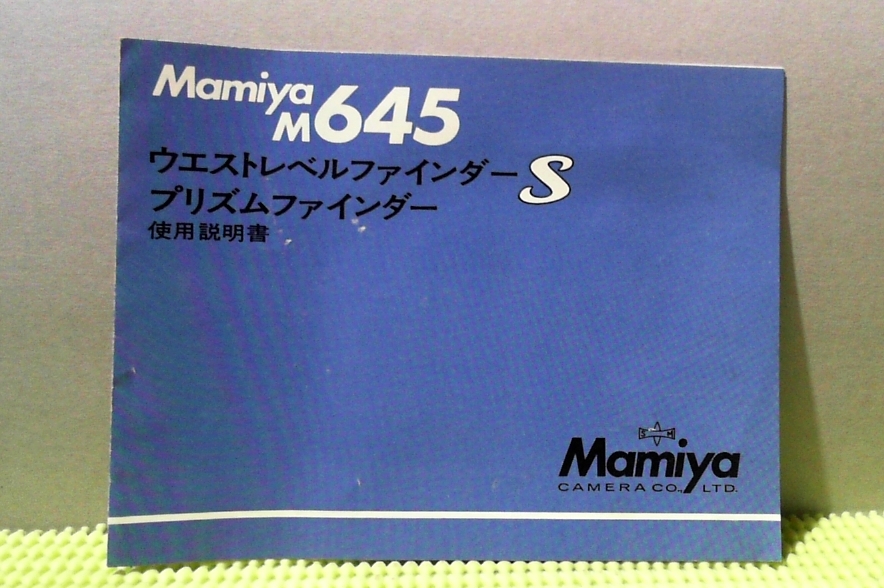 Mamiya
M645
ウエストレベルファインダーS
プリズムファインダー
使用説明書
S M
Mamiya
CAMERA CO., LTD.